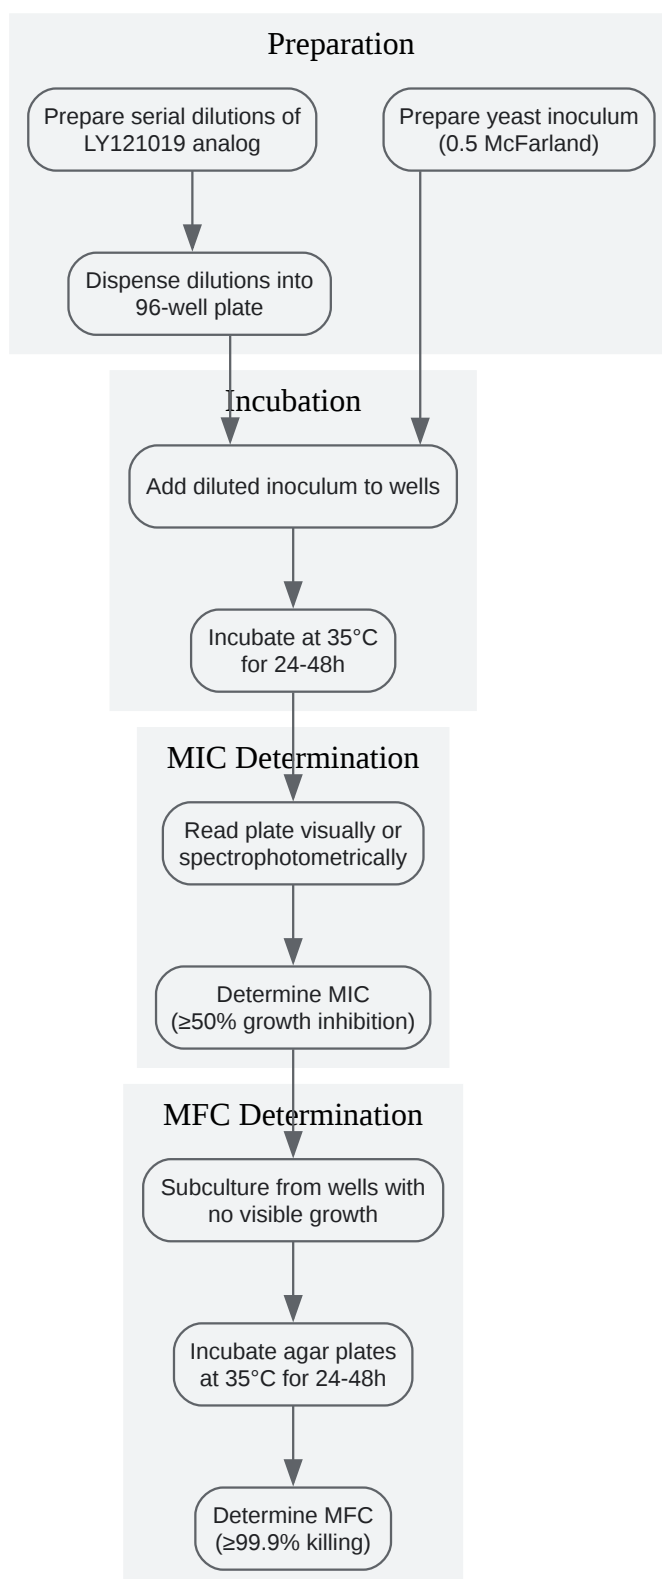 Preparation
Prepare serial dilutions of
LY121019 analog
Prepare yeast inoculum
(0.5 McFarland)
Dispense dilutions into
96-well plate
Incubation
Add diluted inoculum to wells
Incubate at 35°C
for 24-48h
MIC Determination
Read plate visually or
spectrophotometrically
Determine MIC
(≥50% growth inhibition)
MFC Determination
Subculture from wells with
no visible growth
Incubate agar plates
at 35°C for 24-48h
Determine MFC
(≥99.9% killing)